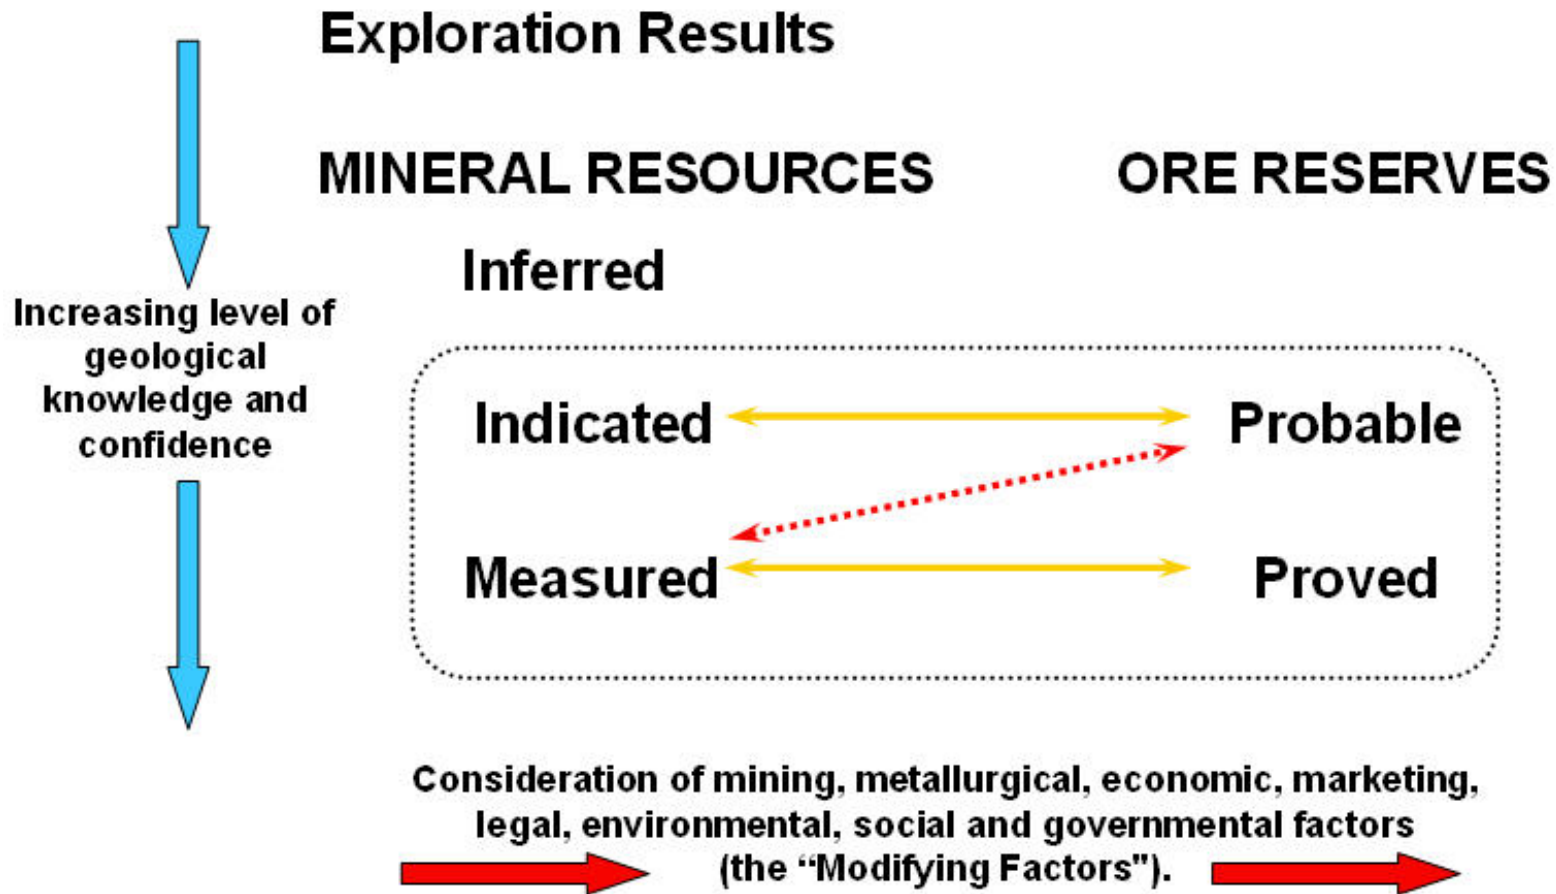 Exploration Results
MINERAL RESOURCES
ORE RESERVES
Inferred
Increasing level of
geological
knowledge and
confidence
Indicated
Probable
Measured
Proved
Consideration of mining, metallurgical, economic, marketing,
legal, environmental, social and governmental factors
(the “Modifying Factors").